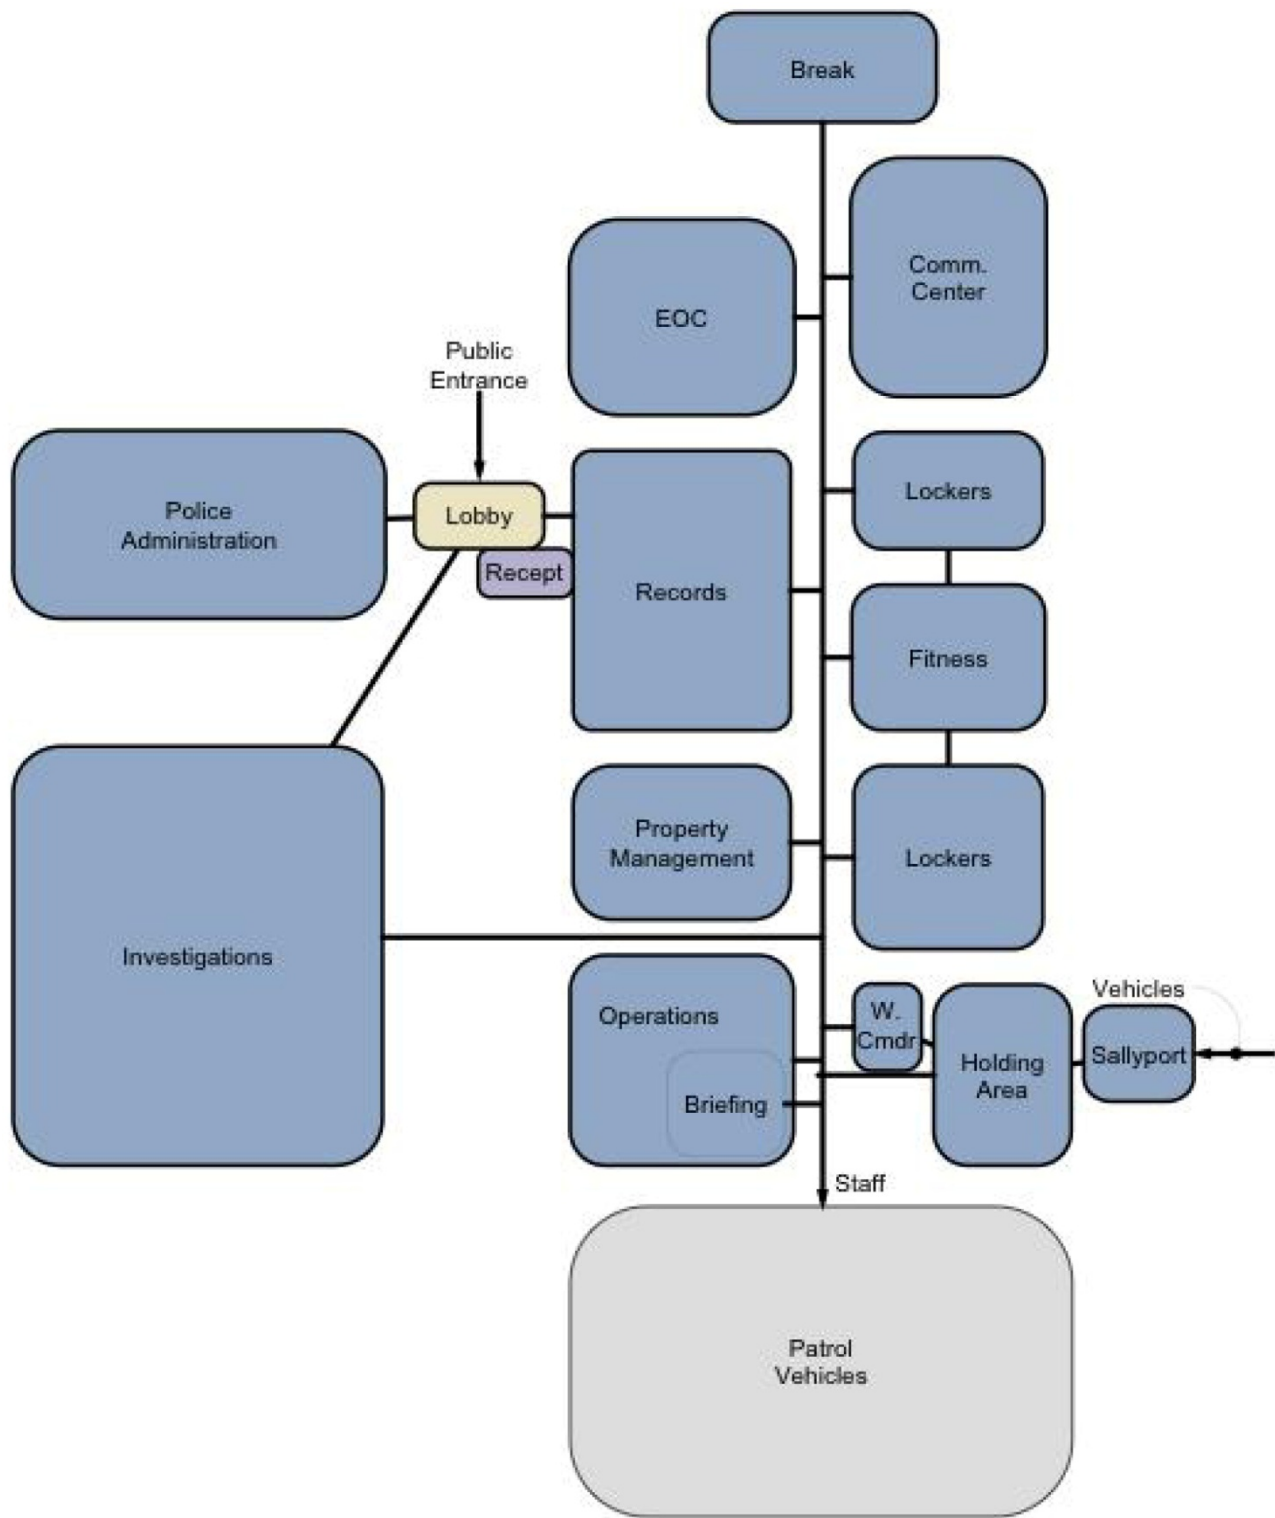 Break
Comm.
Center
EOC
Public
Entrance
Police
Administration
Lobby
Recept
Records
Lockers
Fitness
Property
Management
Lockers
Investigations
Operations
Briefing
W.
Cmdr
Holding
Area
Vehicles
Sallyport
Staff
Patrol
Vehicles